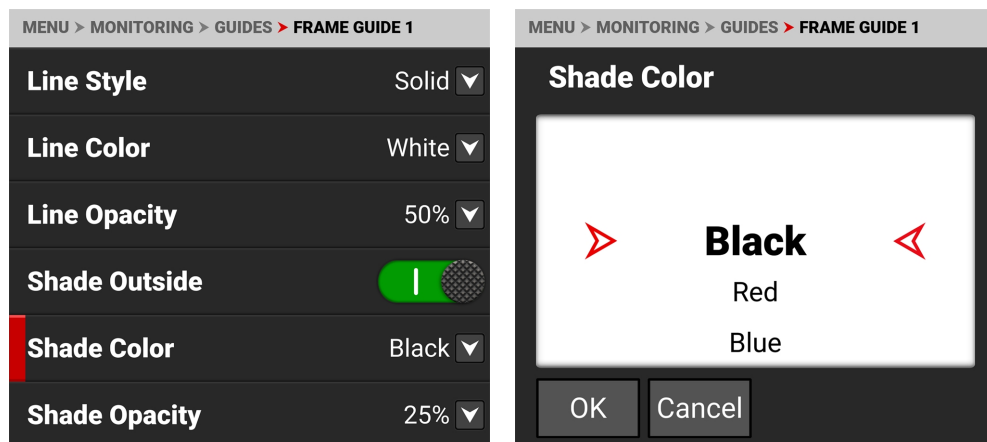 MENU > MONITORING > GUIDES > FRAME GUIDE 1
Line Style Solid
Line Color White
Line Opacity 50%
Shade Outside
Shade Color Black
Shade Opacity 25%
MENU > MONITORING > GUIDES > FRAME GUIDE 1
Shade Color
Black
Red
Blue
OK Cancel